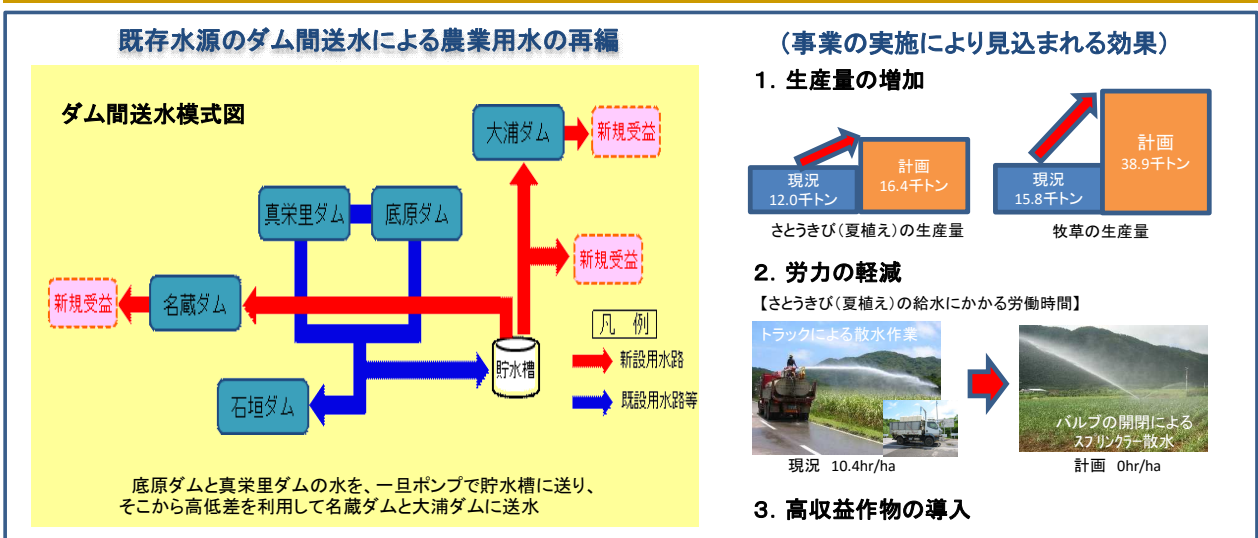 既存水源のダム間送水による農業用水の再編
ダム間送水模式図
大浦ダム
新規受益
真栄里ダム
底原ダム
新規受益
新規受益
名蔵ダム
凡 例
貯水槽
新設用水路
石垣ダム
既設用水路等
底原ダムと真栄里ダムの水を、一旦ポンプで貯水槽に送り、
そこから高低差を利用して名蔵ダムと大浦ダムに送水
（事業の実施により見込まれる効果）
１．生産量の増加
現況
12.0千トン
計画
16.4千トン
さとうきび（夏植え）の生産量
現況
15.8千トン
計画
38.9千トン
牧草の生産量
２．労力の軽減
【さとうきび（夏植え）の給水にかかる労働時間】
トラックによる散水作業
現況 10.4hr/ha
バルブの開閉による
スプリンクラー散水
計画 0hr/ha
３．高収益作物の導入